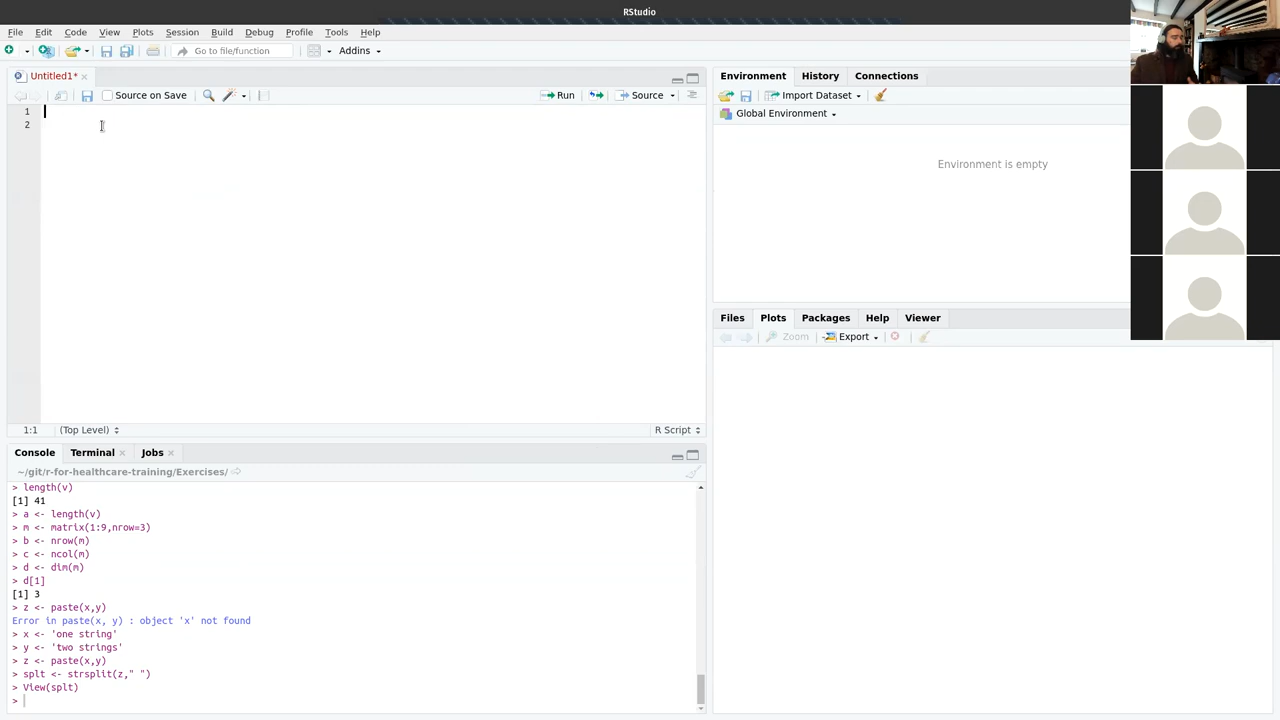 RStudio
File Edit Code View Plots Session Build Debug Profile Tools Help
Go to file/function Addins
Untitled1*
Source on Save Run Source
1
2
1:1 (Top Level) R Script
Console Terminal Jobs
~/git/r-for-healthcare-training/Exercises/
> length(v)
[1] 41
> a <- length(v)
> m <- matrix(1:9,nrow=3)
> b <- nrow(m)
> c <- ncol(m)
> d <- dim(m)
> d[1]
[1] 3
> z <- paste(x,y)
Error in paste(x, y) : object 'x' not found
> x <- 'one string'
> y <- 'two strings'
> z <- paste(x,y)
> splt <- strsplit(z," ")
> View(splt)
>
Environment History Connections
Import Dataset
Global Environment
Environment is empty
Files Plots Packages Help Viewer
Zoom Export